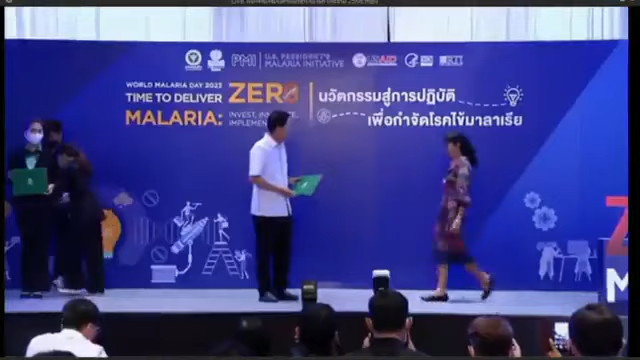 PMI
U.S. PRESIDENT'S
MALARIA INITIATIVE
USAID
WORLD MALARIA DAY 2023
TIME TO DELIVER ZERO
MALARIA:
INVEST, INN
IMPLEMEN
นวัตกรรมสู่การปฏิบัติ
เพื่อกำจัดโรคไข้มาลาเรีย
Z
M